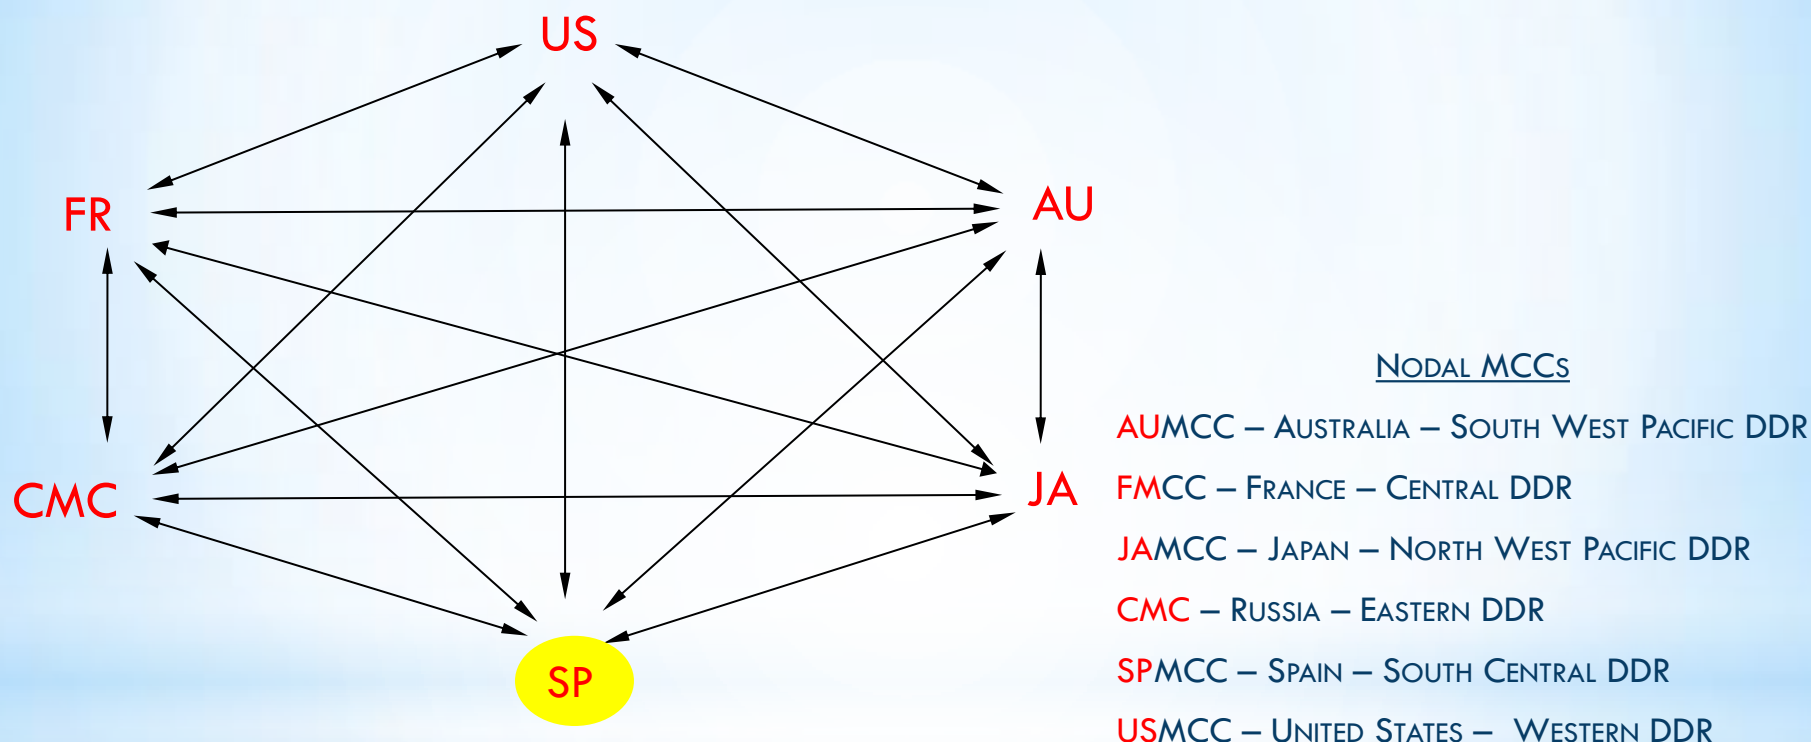 US
FR
AU
CMC
JA
SP
Nodal MCCs
AUMCC – Australia – South West Pacific DDR
FMCC – France – Central DDR
JAMCC – Japan – North West Pacific DDR
CMC – Russia – Eastern DDR
SPMCC – Spain – South Central DDR
USMCC – United States – Western DDR